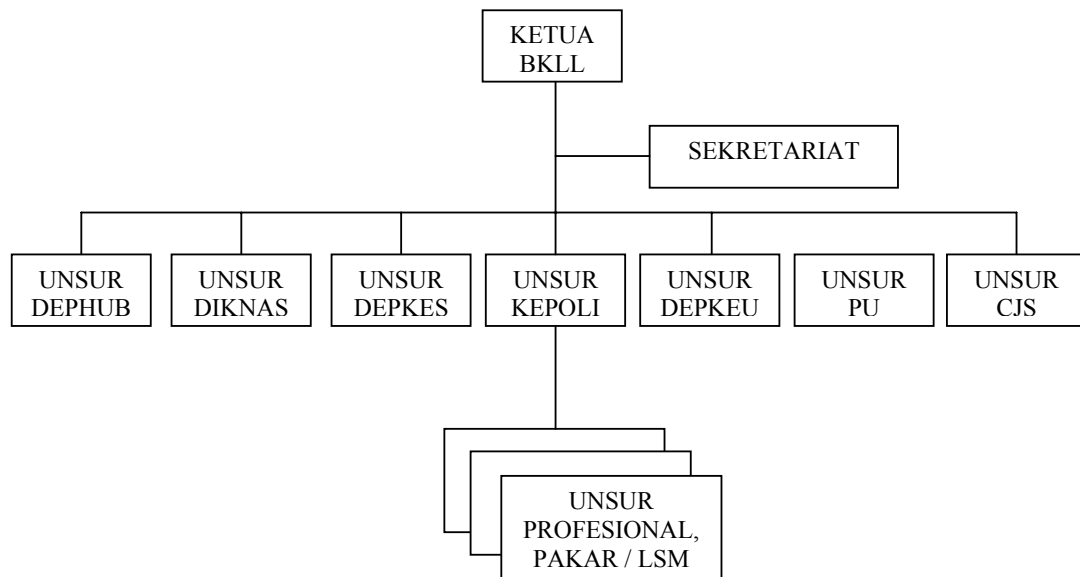 KETUA
BKLL
SEKRETARIAT
UNSUR
DEPHUB
UNSUR
DIKNAS
UNSUR
DEPKES
UNSUR
KEPOLI
UNSUR
DEPKEU
UNSUR
PU
UNSUR
CJS
UNSUR
PROFESIONAL,
PAKAR / LSM